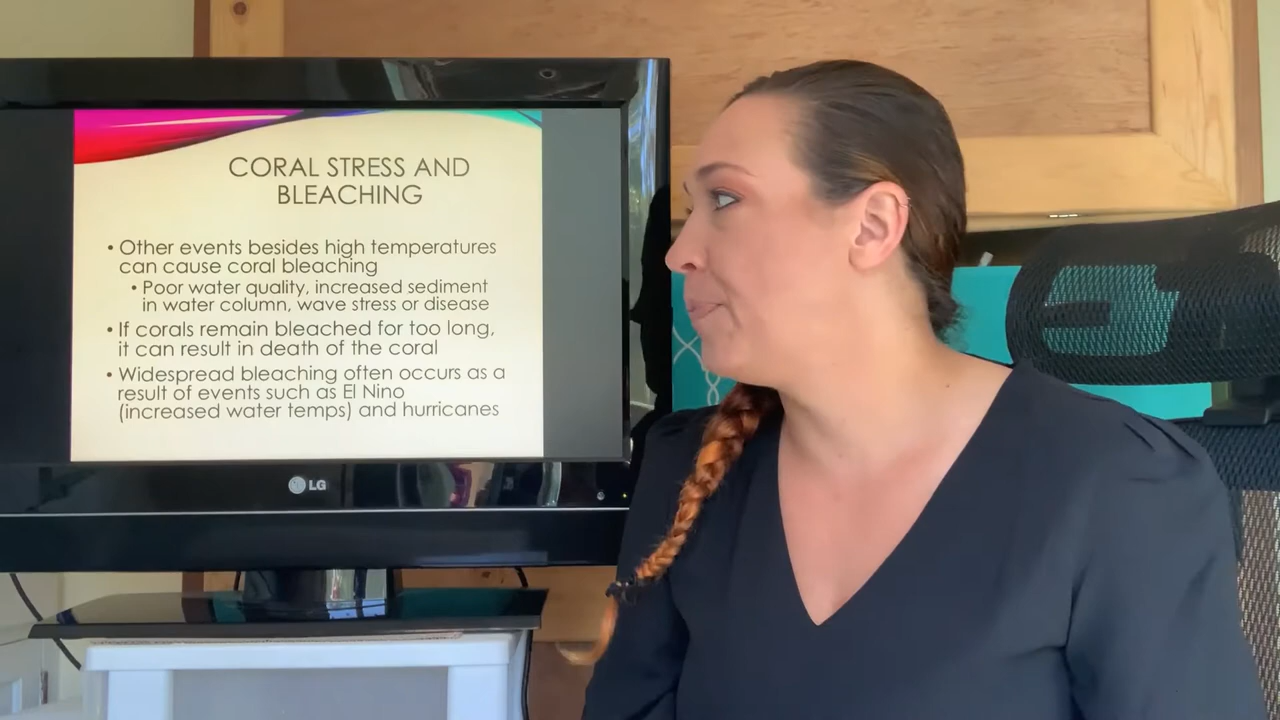 CORAL STRESS AND
BLEACHING
• Other events besides high temperatures
can cause coral bleaching
• Poor water quality, increased sediment
in water column, wave stress or disease
• If corals remain bleached for too long,
it can result in death of the coral
• Widespread bleaching often occurs as a
result of events such as El Nino
(increased water temps) and hurricanes
LG